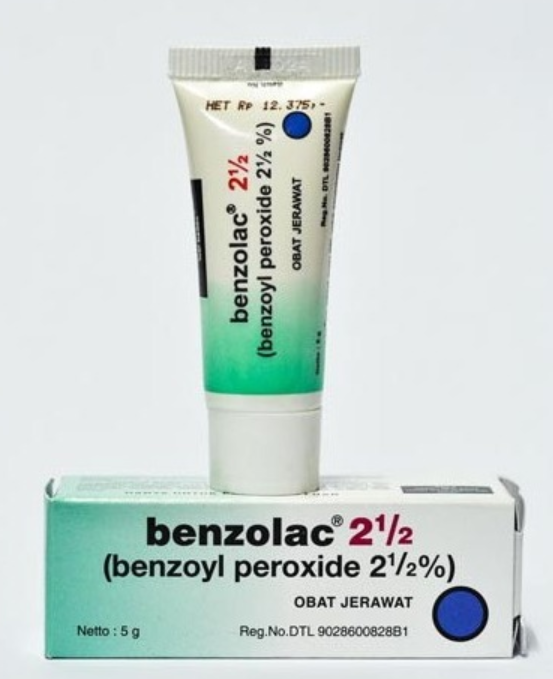 HET Rp 12.375,-
benzolac® 2½
(benzoyl peroxide 2½ %)
OBAT JERAWAT
Reg.No. DTL 9028600828B1
benzolac® 2½
(benzoyl peroxide 2½%)
OBAT JERAWAT
Netto : 5 g
Reg.No.DTL 9028600828B1